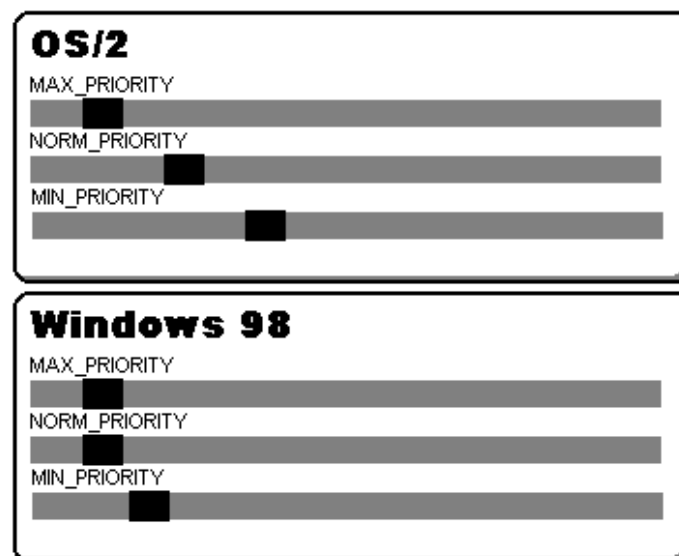 OS/2
MAX_PRIORITY
NORM_PRIORITY
MIN_PRIORITY
Windows 98
MAX_PRIORITY
NORM_PRIORITY
MIN_PRIORITY